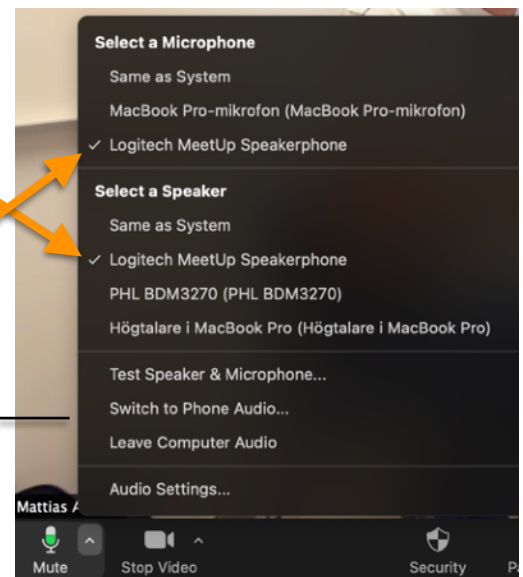 Select a Microphone
Same as System
MacBook Pro-mikrofon (MacBook Pro-mikrofon)
✓ Logitech MeetUp Speakerphone
Select a Speaker
Same as System
✓ Logitech MeetUp Speakerphone
PHL BDM3270 (PHL BDM3270)
Högtalare i MacBook Pro (Högtalare i MacBook Pro)
Test Speaker & Microphone...
Switch to Phone Audio...
Leave Computer Audio
Audio Settings...
Mattias
Mute
Stop Video
Security